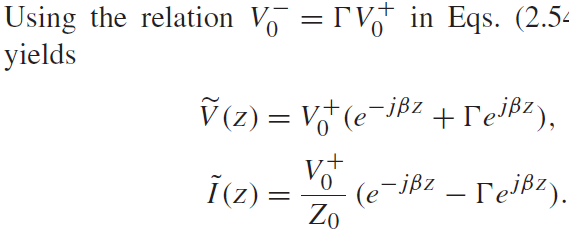 Using the relation V₀⁻ = ΓV₀⁺ in Eqs. (2.54
yields
Ṽ(z) = V₀⁺(e^{-jβz} + Γe^{jβz}),
Ĩ(z) = V₀⁺/Z₀ (e^{-jβz} − Γe^{jβz}).